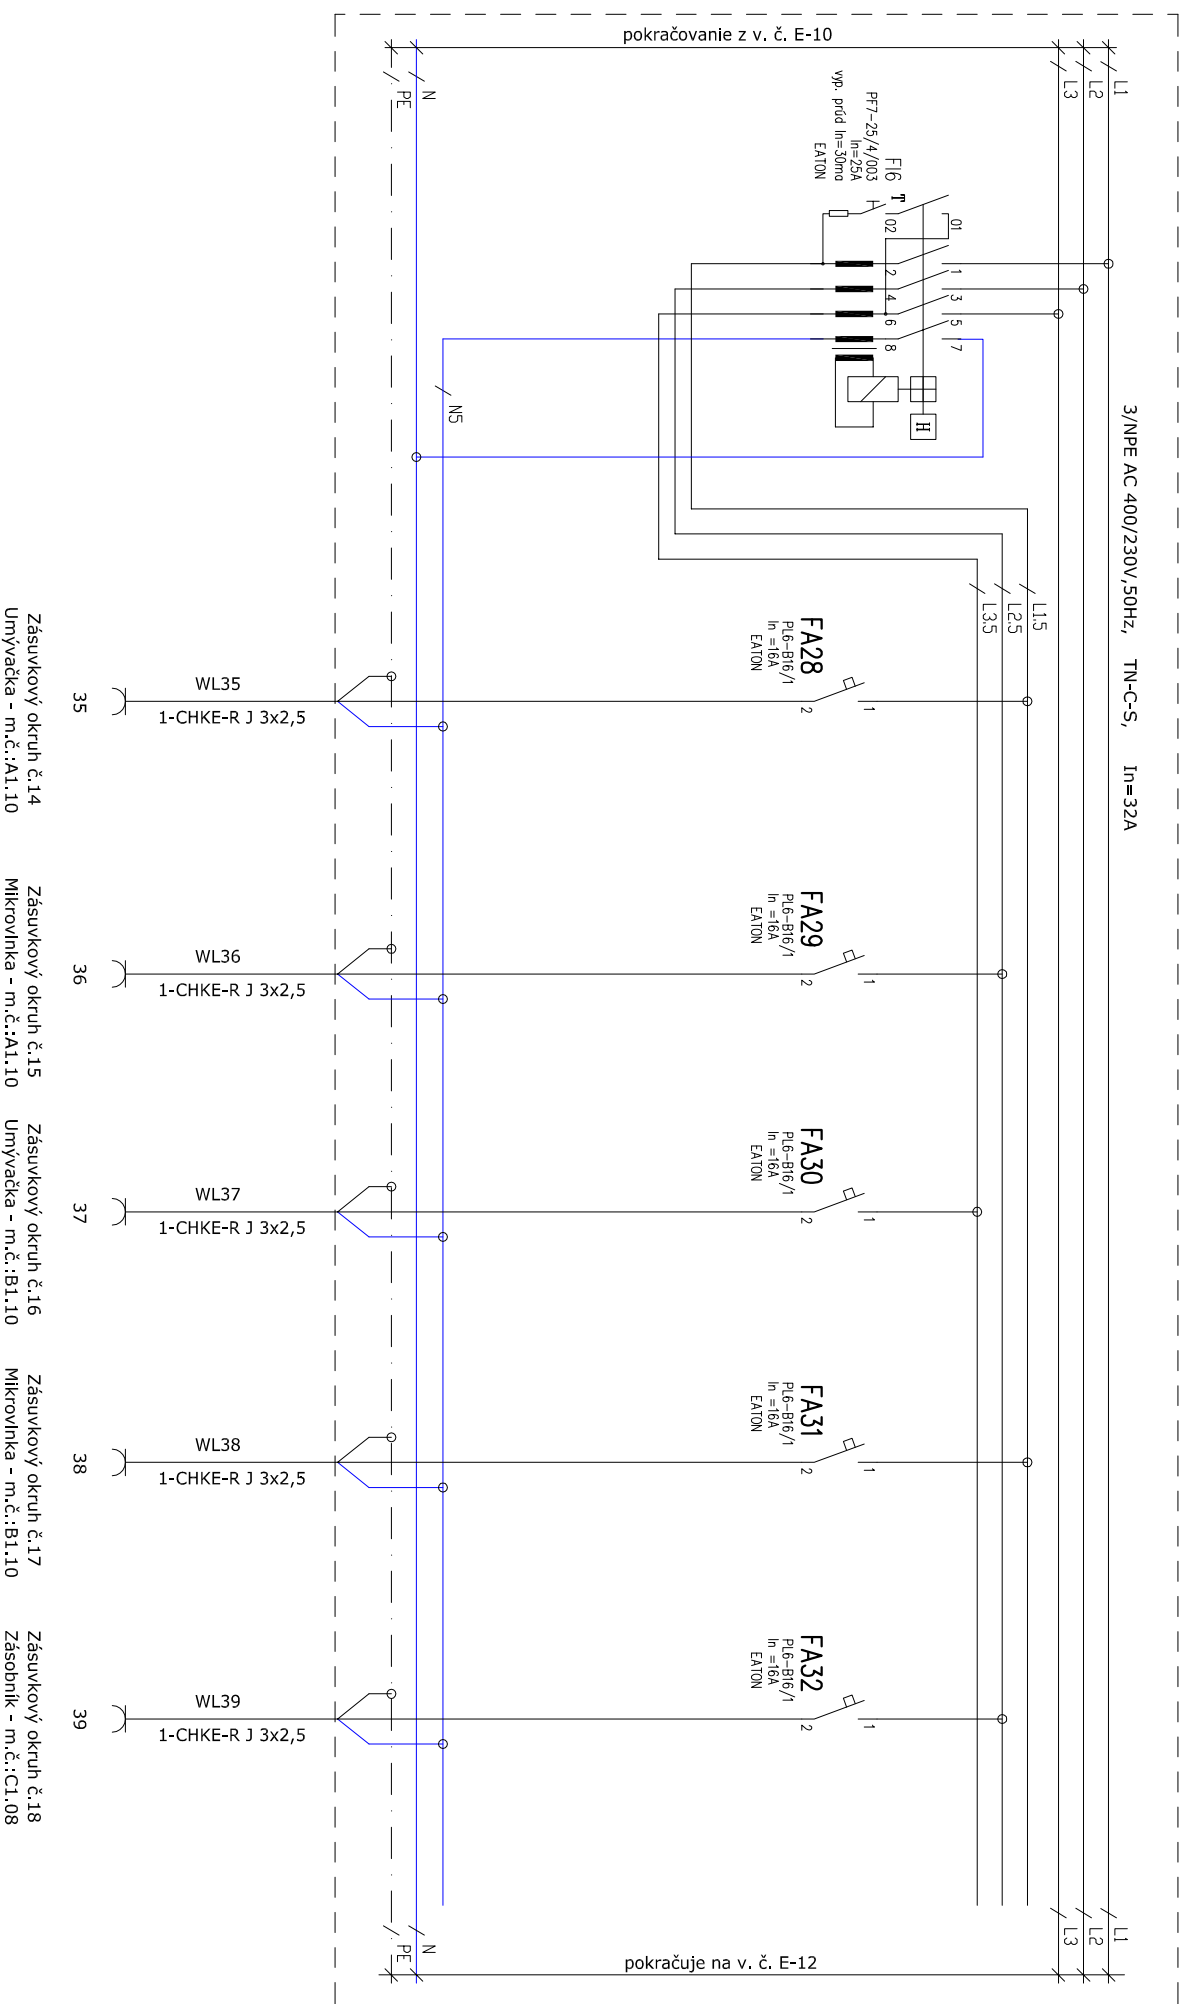 pokračovanie z v. č. E-10
L1
L2
L3
N
PE
3/NPE AC 400/230V,50Hz, TN-C-S, In=32A
FI6
PF7-25/4/003
In=25A
vyp. prúd In=30ma
EATON
T
H
01
02
1
2
3
4
5
6
7
8
N5
L1.5
L2.5
L3.5
FA28
PL6-B16/1
In =16A
EATON
1
2
FA29
PL6-B16/1
In =16A
EATON
1
2
FA30
PL6-B16/1
In =16A
EATON
1
2
FA31
PL6-B16/1
In =16A
EATON
1
2
FA32
PL6-B16/1
In =16A
EATON
1
2
WL35
1-CHKE-R J 3x2,5
WL36
1-CHKE-R J 3x2,5
WL37
1-CHKE-R J 3x2,5
WL38
1-CHKE-R J 3x2,5
WL39
1-CHKE-R J 3x2,5
35
Zásuvkový okruh č.14
Umývačka - m.č.:A1.10
36
Zásuvkový okruh č.15
Mikrovlnka - m.č.:A1.10
37
Zásuvkový okruh č.16
Umývačka - m.č.:B1.10
38
Zásuvkový okruh č.17
Mikrovlnka - m.č.:B1.10
39
Zásuvkový okruh č.18
Zásobník - m.č.:C1.08
L1
L2
L3
N
PE
pokračuje na v. č. E-12